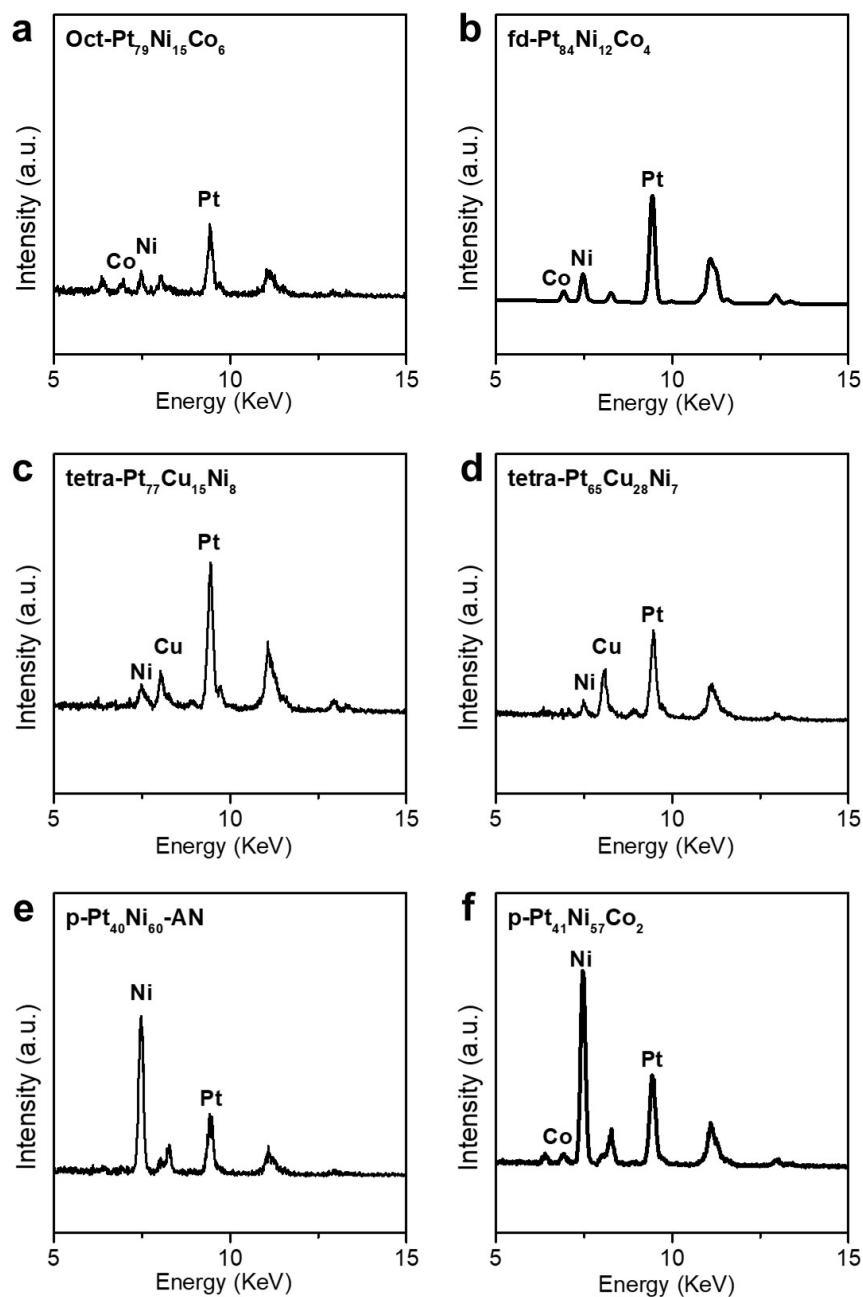 a
Oct-Pt₇₉Ni₁₅Co₆
Intensity (a.u.)
Co
Ni
Pt
5
10
15
Energy (KeV)
b
fd-Pt₈₄Ni₁₂Co₄
Intensity (a.u.)
Co
Ni
Pt
5
10
15
Energy (KeV)
c
tetra-Pt₇₇Cu₁₅Ni₈
Intensity (a.u.)
Ni
Cu
Pt
5
10
15
Energy (KeV)
d
tetra-Pt₆₅Cu₂₈Ni₇
Intensity (a.u.)
Ni
Cu
Pt
5
10
15
Energy (KeV)
e
p-Pt₄₀Ni₆₀-AN
Intensity (a.u.)
Ni
Pt
5
10
15
Energy (KeV)
f
p-Pt₄₁Ni₅₇Co₂
Intensity (a.u.)
Co
Ni
Pt
5
10
15
Energy (KeV)